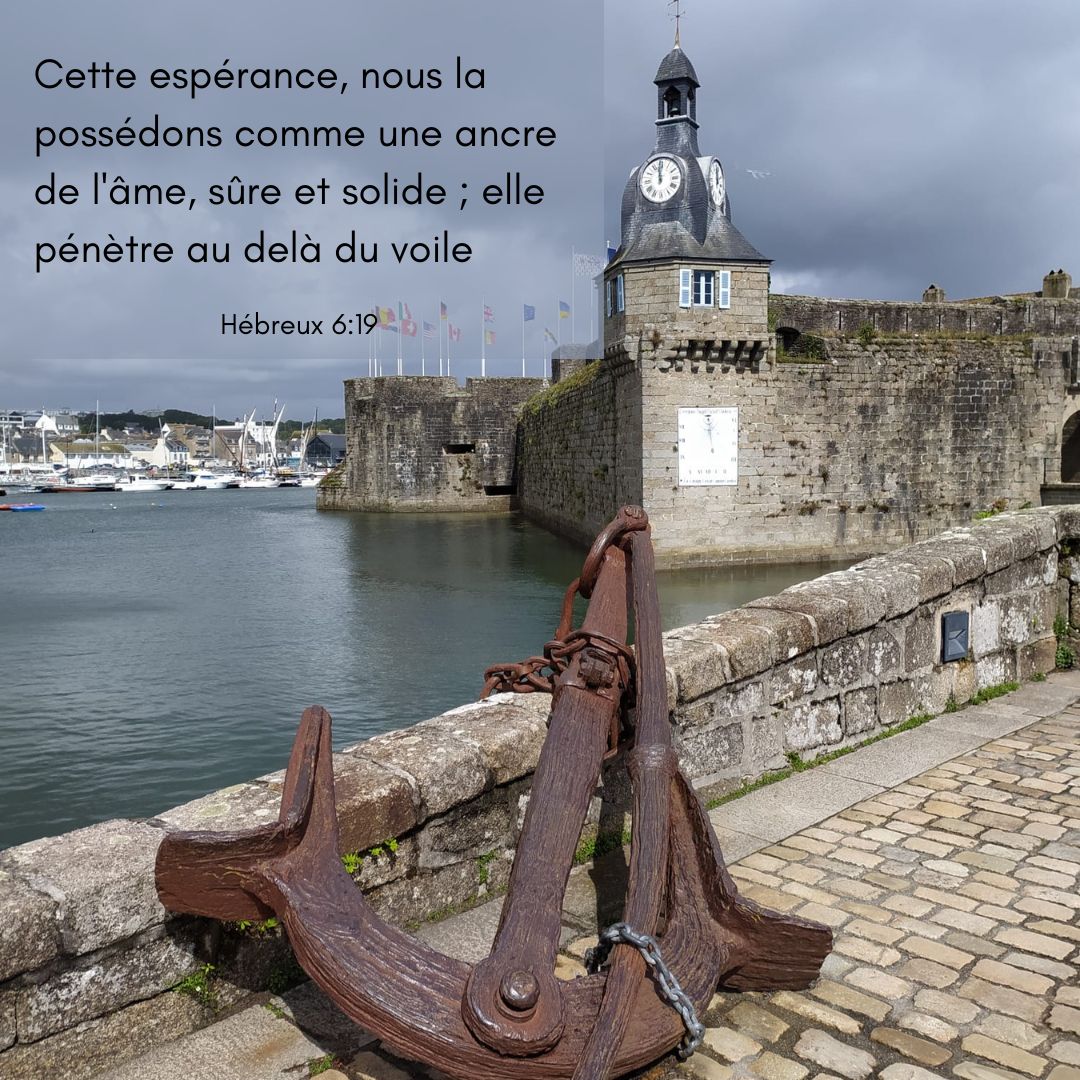 Cette espérance, nous la
possédons comme une ancre
de l'âme, sûre et solide ; elle
pénètre au delà du voile
Hébreux 6:19